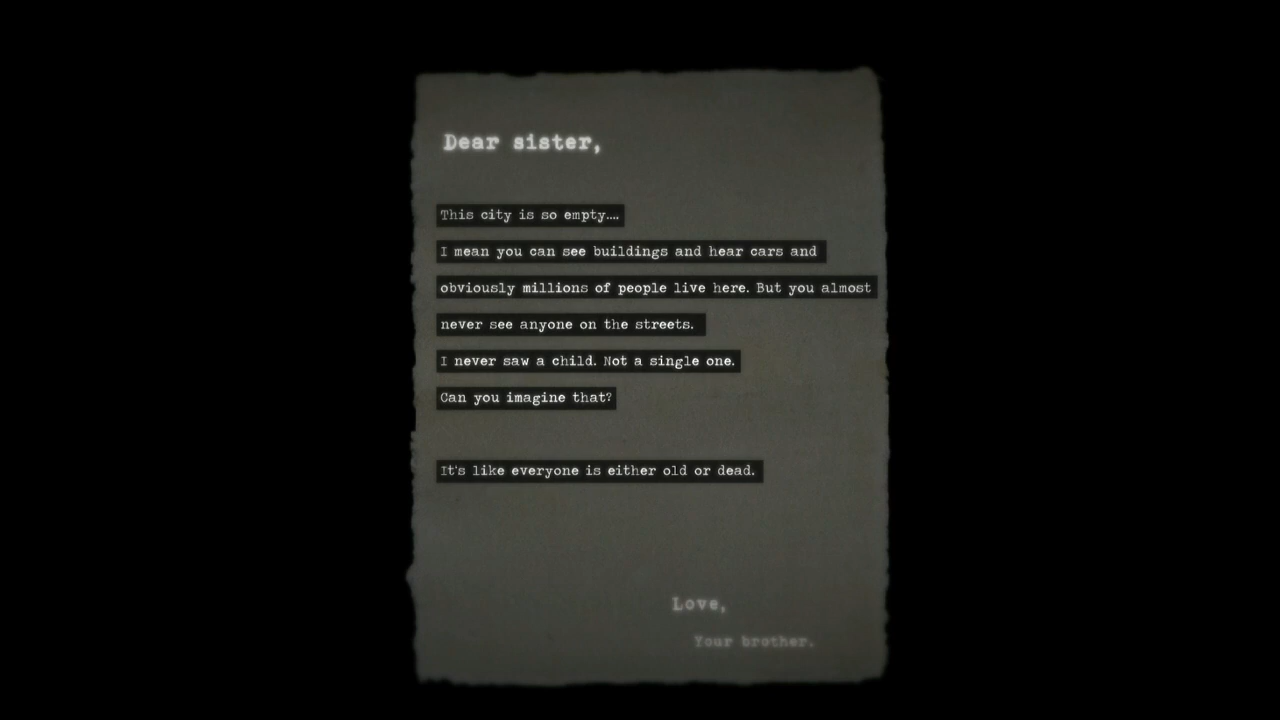 Dear sister,
This city is so empty....
I mean you can see buildings and hear cars and
obviously millions of people live here. But you almost
never see anyone on the streets.
I never saw a child. Not a single one.
Can you imagine that?
It's like everyone is either old or dead.
Love,
Your brother.